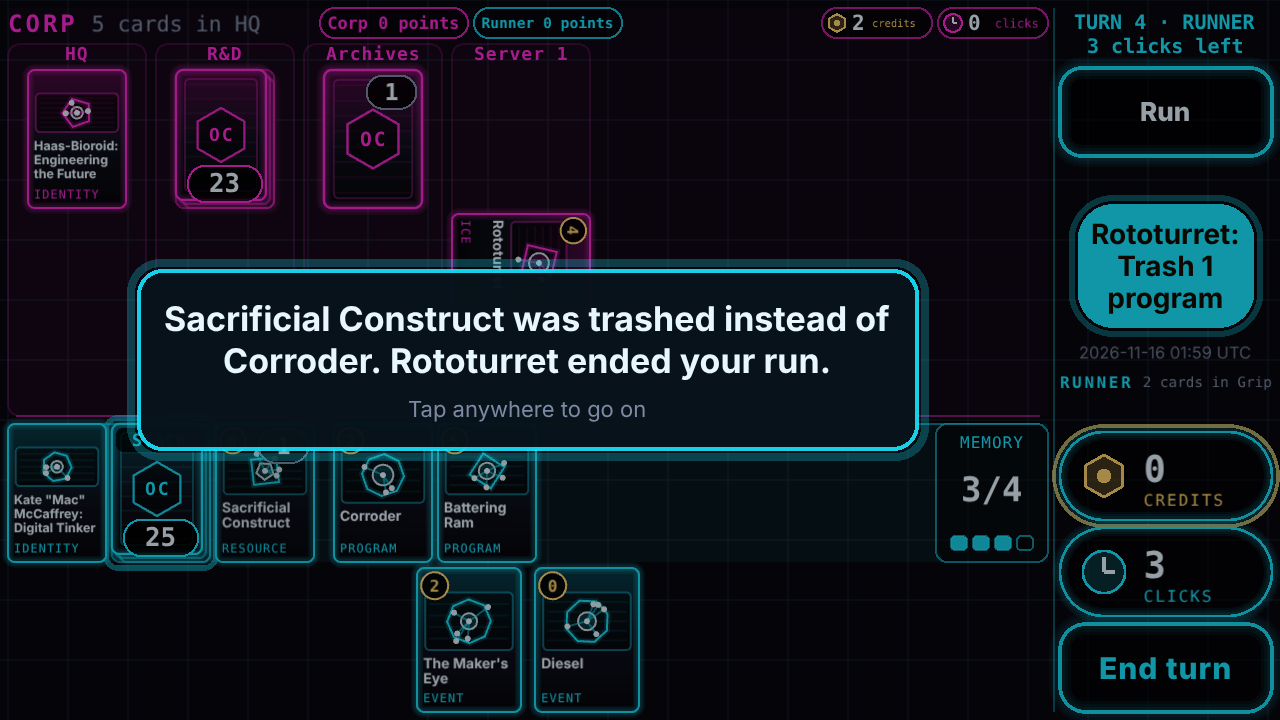 CORP 5 cards in HQ
Corp 0 points
Runner 0 points
2 credits
0 clicks
TURN 4 · RUNNER
3 clicks left
HQ
R&D
Archives
Server 1
Run
Haas-Bioroid:
Engineering
the Future
IDENTITY
OC
23
1
OC
ICE
4
Rototurret:
Trash 1
program
Sacrificial Construct was trashed instead of
Corroder. Rototurret ended your run.
Tap anywhere to go on
2026-11-16 01:59 UTC
RUNNER 2 cards in Grip
Kate "Mac"
McCaffrey:
Digital Tinker
IDENTITY
OC
25
Sacrificial
Construct
RESOURCE
Corroder
PROGRAM
Battering
Ram
PROGRAM
MEMORY
3/4
0
CREDITS
3
CLICKS
2
The Maker's
Eye
EVENT
0
Diesel
EVENT
End turn